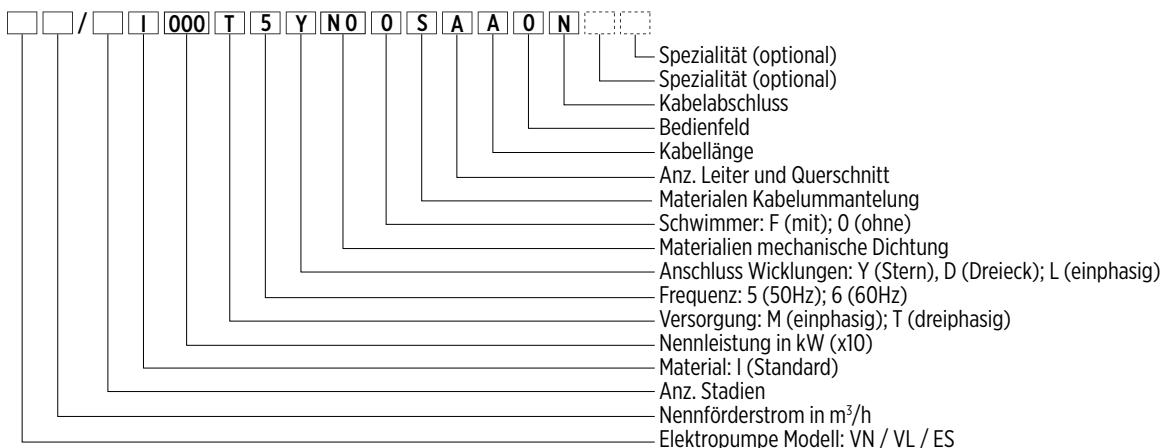 / I 000 T 5 Y N0 0 S A A 0 N
Spezialität (optional)
Spezialität (optional)
Kabelabschluss
Bedienfeld
Kabellänge
Anz. Leiter und Querschnitt
Materialen Kabelummantelung
Schwimmer: F (mit); 0 (ohne)
Materialien mechanische Dichtung
Anschluss Wicklungen: Y (Stern), D (Dreieck); L (einphasig)
Frequenz: 5 (50Hz); 6 (60Hz)
Versorgung: M (einphasig); T (dreiphasig)
Nennleistung in kW (x10)
Material: I (Standard)
Anz. Stadien
Nennförderstrom in m³/h
Elektropumpe Modell: VN / VL / ES